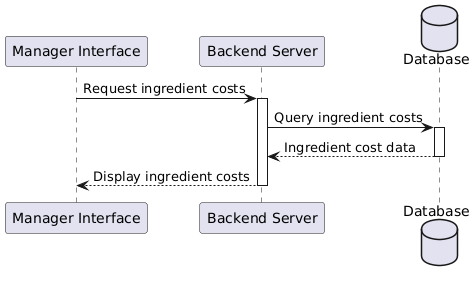 Manager Interface
Backend Server
Database
Request ingredient costs
Query ingredient costs
Ingredient cost data
Display ingredient costs
Manager Interface
Backend Server
Database